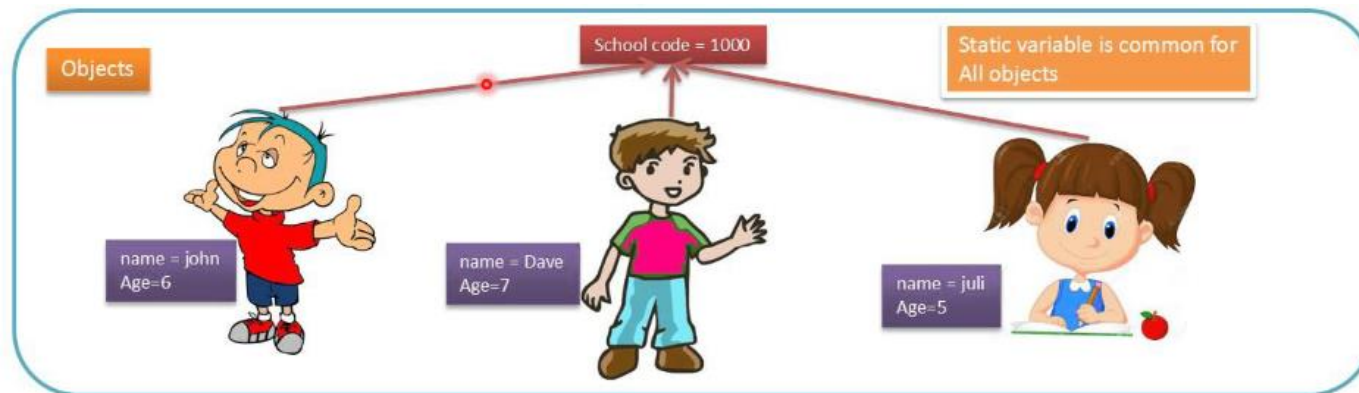 Objects
School code = 1000
Static variable is common for
All objects
name = john
Age=6
name = Dave
Age=7
name = juli
Age=5